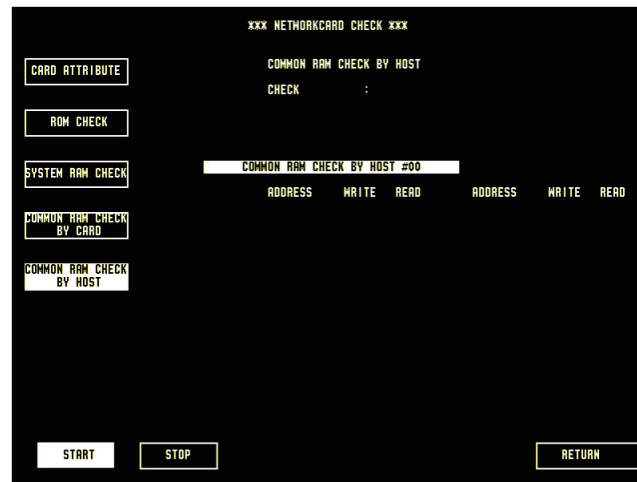 *** NETWORKCARD CHECK ***
COMMON RAM CHECK BY HOST
CARD ATTRIBUTE
CHECK :
ROM CHECK
COMMON RAM CHECK BY HOST #00
SYSTEM RAM CHECK
ADDRESS WRITE READ ADDRESS WRITE READ
COMMON RAM CHECK
BY CARD
COMMON RAM CHECK
BY HOST
START STOP RETURN